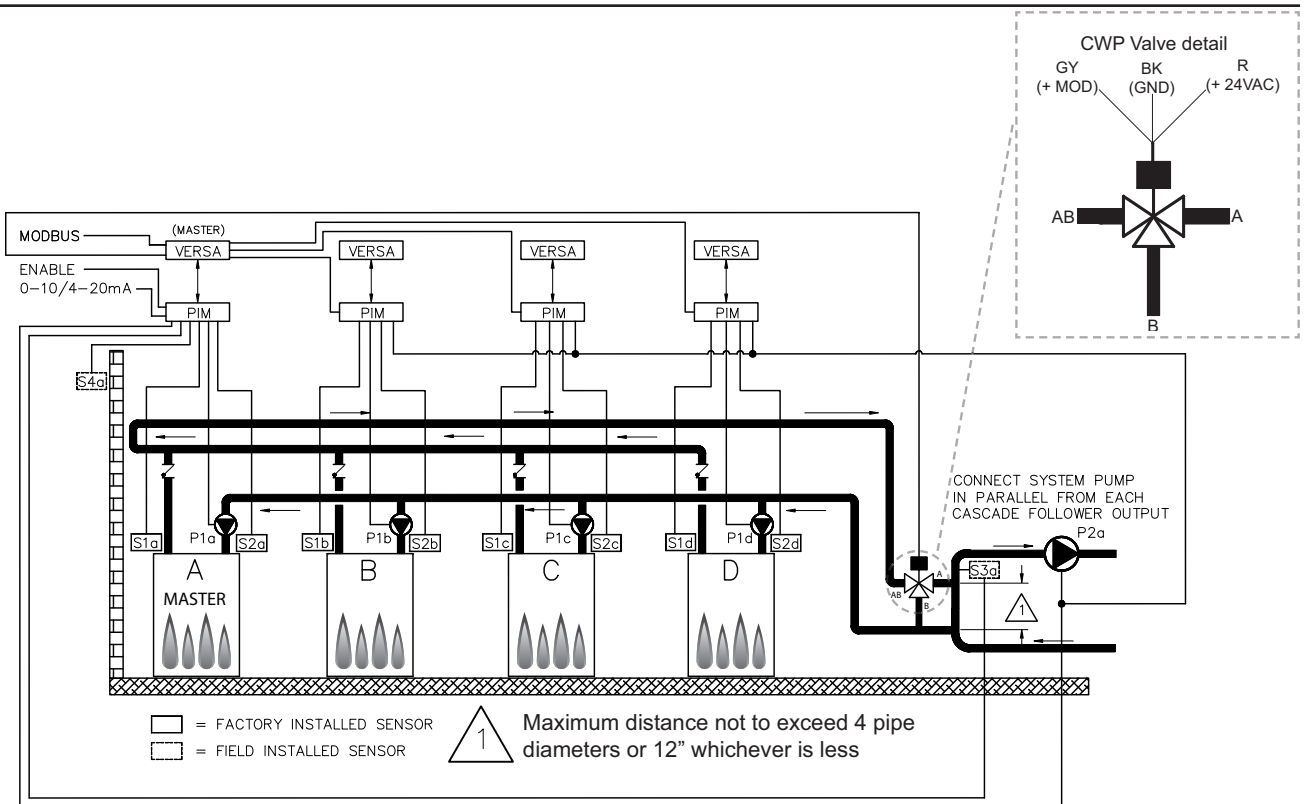 CWP Valve detail
GY
(+ MOD)
BK
(GND)
R
(+ 24VAC)
AB
A
B
MODBUS
(MASTER)
VERSA
VERSA
VERSA
VERSA
ENABLE
0-10/4-20mA
PIM
PIM
PIM
PIM
S4a
CONNECT SYSTEM PUMP
IN PARALLEL FROM EACH
CASCADE FOLLOWER OUTPUT
P2a
S1a
P1a
S2a
S1b
P1b
S2b
S1c
P1c
S2c
S1d
P1d
S2d
A
MASTER
B
C
D
AB
A
B
S3a
1
= FACTORY INSTALLED SENSOR
= FIELD INSTALLED SENSOR
1
Maximum distance not to exceed 4 pipe
diameters or 12” whichever is less